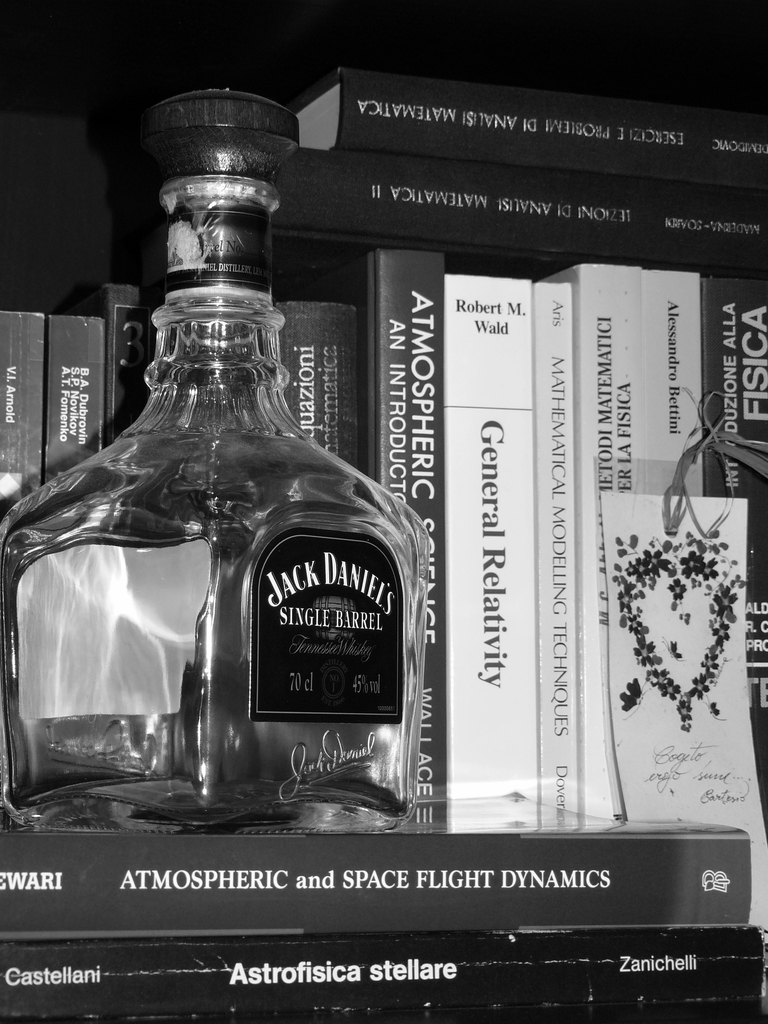 DEMIDOVIC ESERCIZI E PROBLEMI DI ANALISI MATEMATICA
MADERNA-SOARDI LEZIONI DI ANALISI MATEMATICA II
V.I. Arnold
B.A. Dubrovin
S.P. Novikov
A.T. Fomenko
3
ATMOSPHERIC SCIENCE
AN INTRODUCTO
WALLACE
Robert M.
Wald
General Relativity
Aris MATHEMATICAL MODELING TECHNIQUES Dover
METODI MATEMATICI
PER LA FISICA
Alessandro Bettini
DUZIONE ALLA
FISICA
JACK DANIEL'S
SINGLE BARREL
Tennessee Whiskey
70 cl 45% vol
Jack Daniel
Cogito
ergo sum
Cartesio
EWARI ATMOSPHERIC and SPACE FLIGHT DYNAMICS
Castellani Astrofisica stellare Zanichelli